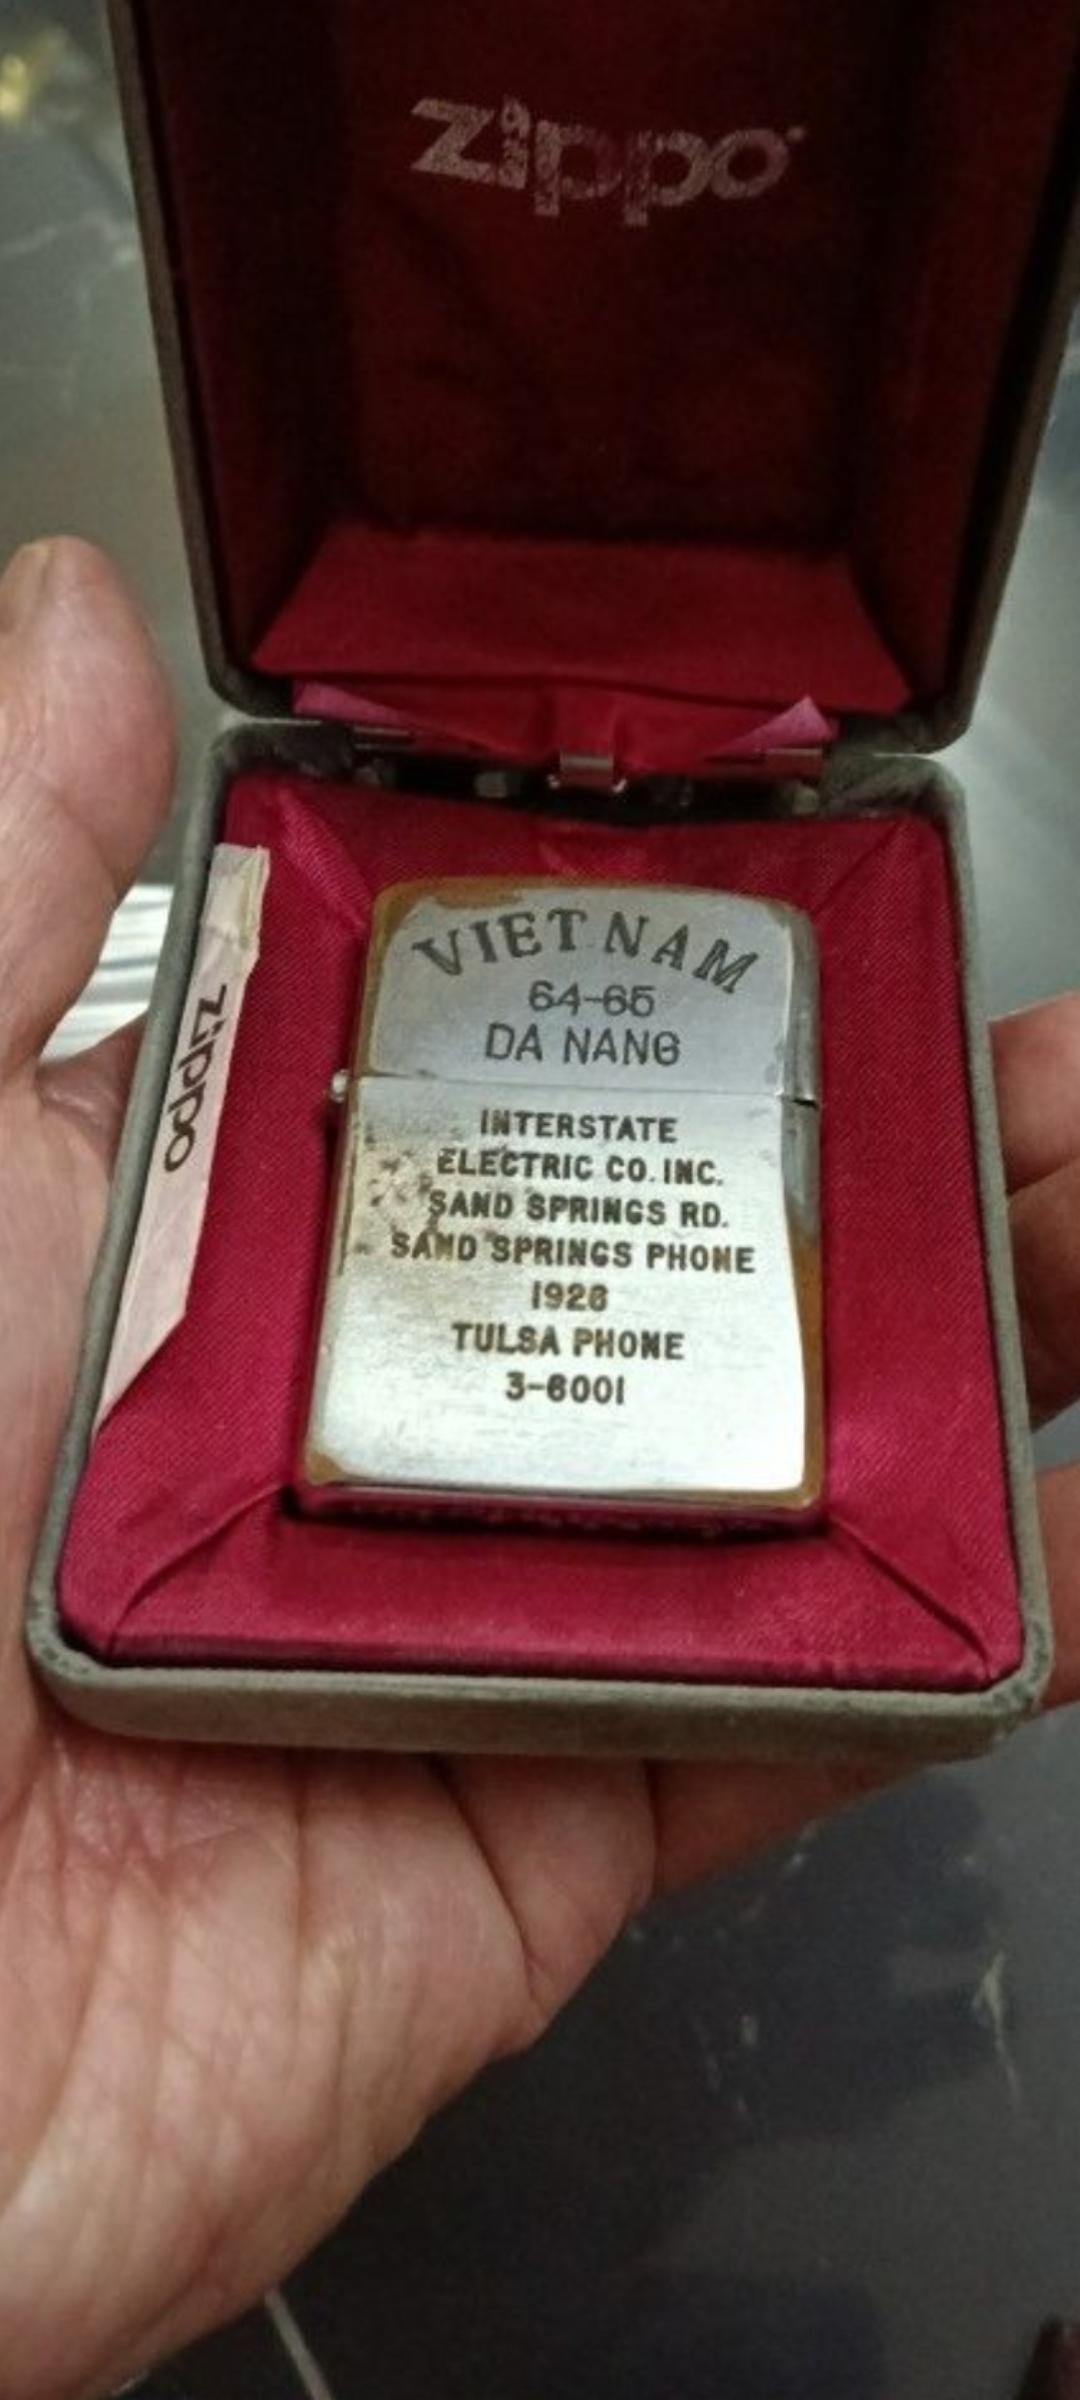 zippo
zippo
VIETNAM
64-65
DA NANG
INTERSTATE
ELECTRIC CO. INC.
SAND SPRINGS RD.
SAND SPRINGS PHONE
1928
TULSA PHONE
3-6001